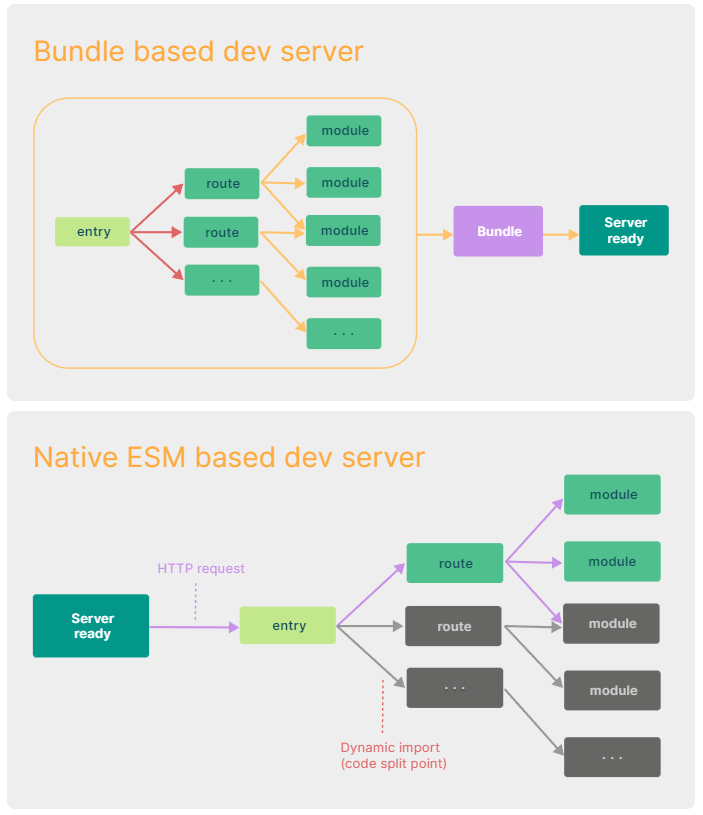 Bundle based dev server
module
route
module
entry
route
module
Bundle
Server
ready
. . .
module
. . .
Native ESM based dev server
module
HTTP request
route
module
Server
ready
entry
route
module
. . .
module
Dynamic import
(code split point)
. . .